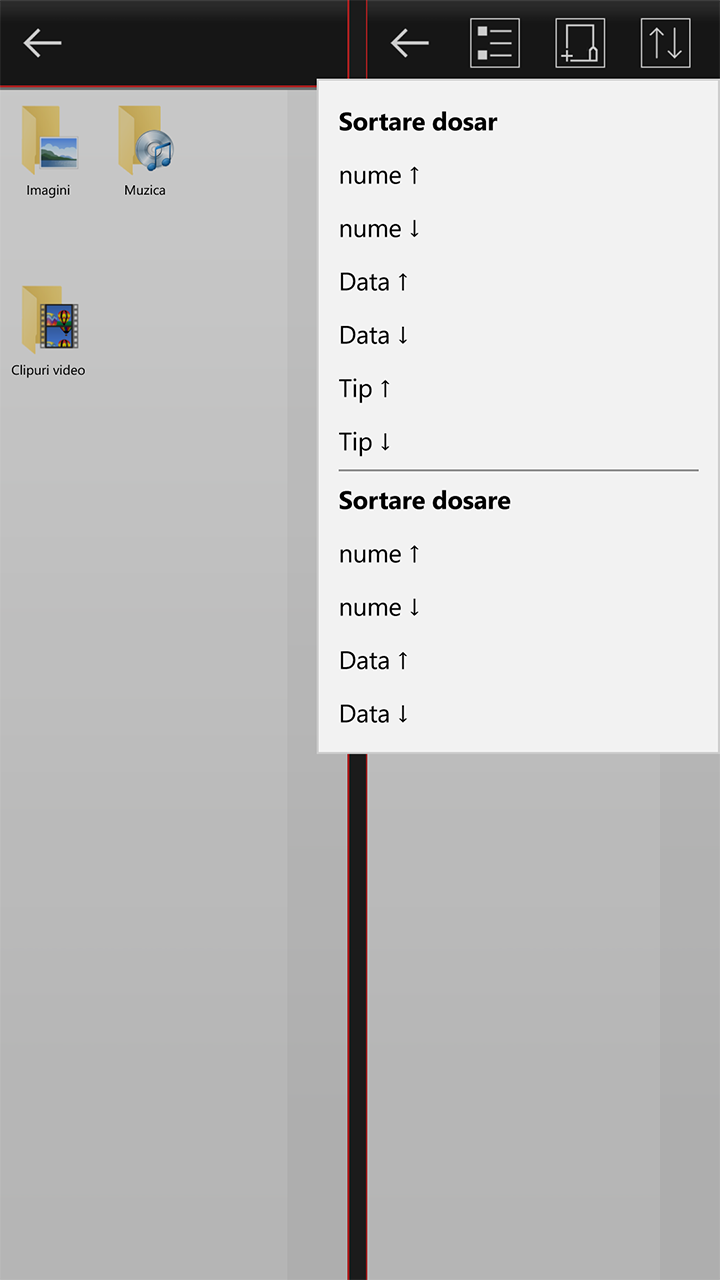 Imagini
Muzica
Clipuri video
Sortare dosar
nume ↑
nume ↓
Data ↑
Data ↓
Tip ↑
Tip ↓
Sortare dosare
nume ↑
nume ↓
Data ↑
Data ↓